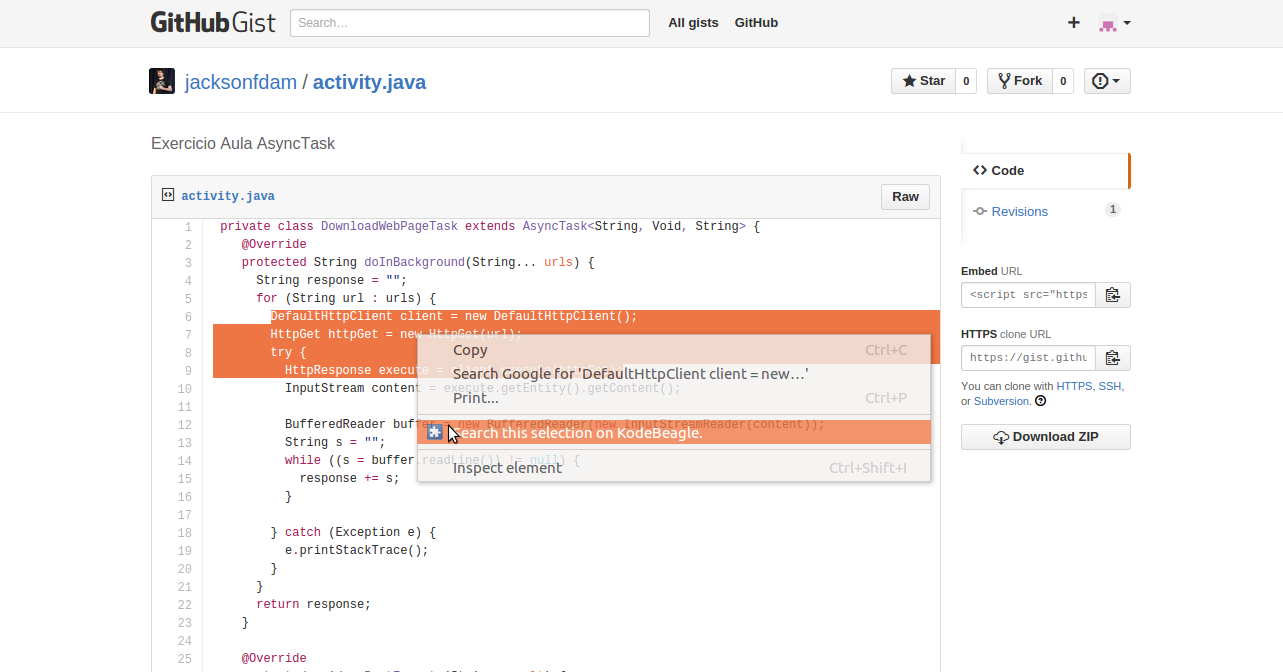 GitHub Gist Search... All gists GitHub
jacksonfdam / activity.java Star 0 Fork 0
Exercicio Aula AsyncTask
Code
Revisions 1
Embed URL
<script src="https
HTTPS clone URL
https://gist.githu
You can clone with HTTPS, SSH,
or Subversion.
Download ZIP
activity.java Raw
1 private class DownloadWebPageTask extends AsyncTask<String, Void, String> {
2 @Override
3 protected String doInBackground(String... urls) {
4 String response = "";
5 for (String url : urls) {
6 DefaultHttpClient client = new DefaultHttpClient();
7 HttpGet httpGet = new HttpGet(url);
8 try {
9 HttpResponse execute =
10 InputStream content = execute.getEntity().getContent();
11
12 BufferedReader buffer = new BufferedReader(new InputStreamReader(content));
13 String s = "";
14 while ((s = buffer.readLine()) != null) {
15 response += s;
16 }
17
18 } catch (Exception e) {
19 e.printStackTrace();
20 }
21 }
22 return response;
23 }
24
25 @Override
Copy Ctrl+C
Search Google for 'DefaultHttpClient client = new…'
Print... Ctrl+P
Search this selection on KodeBeagle.
Inspect element Ctrl+Shift+I